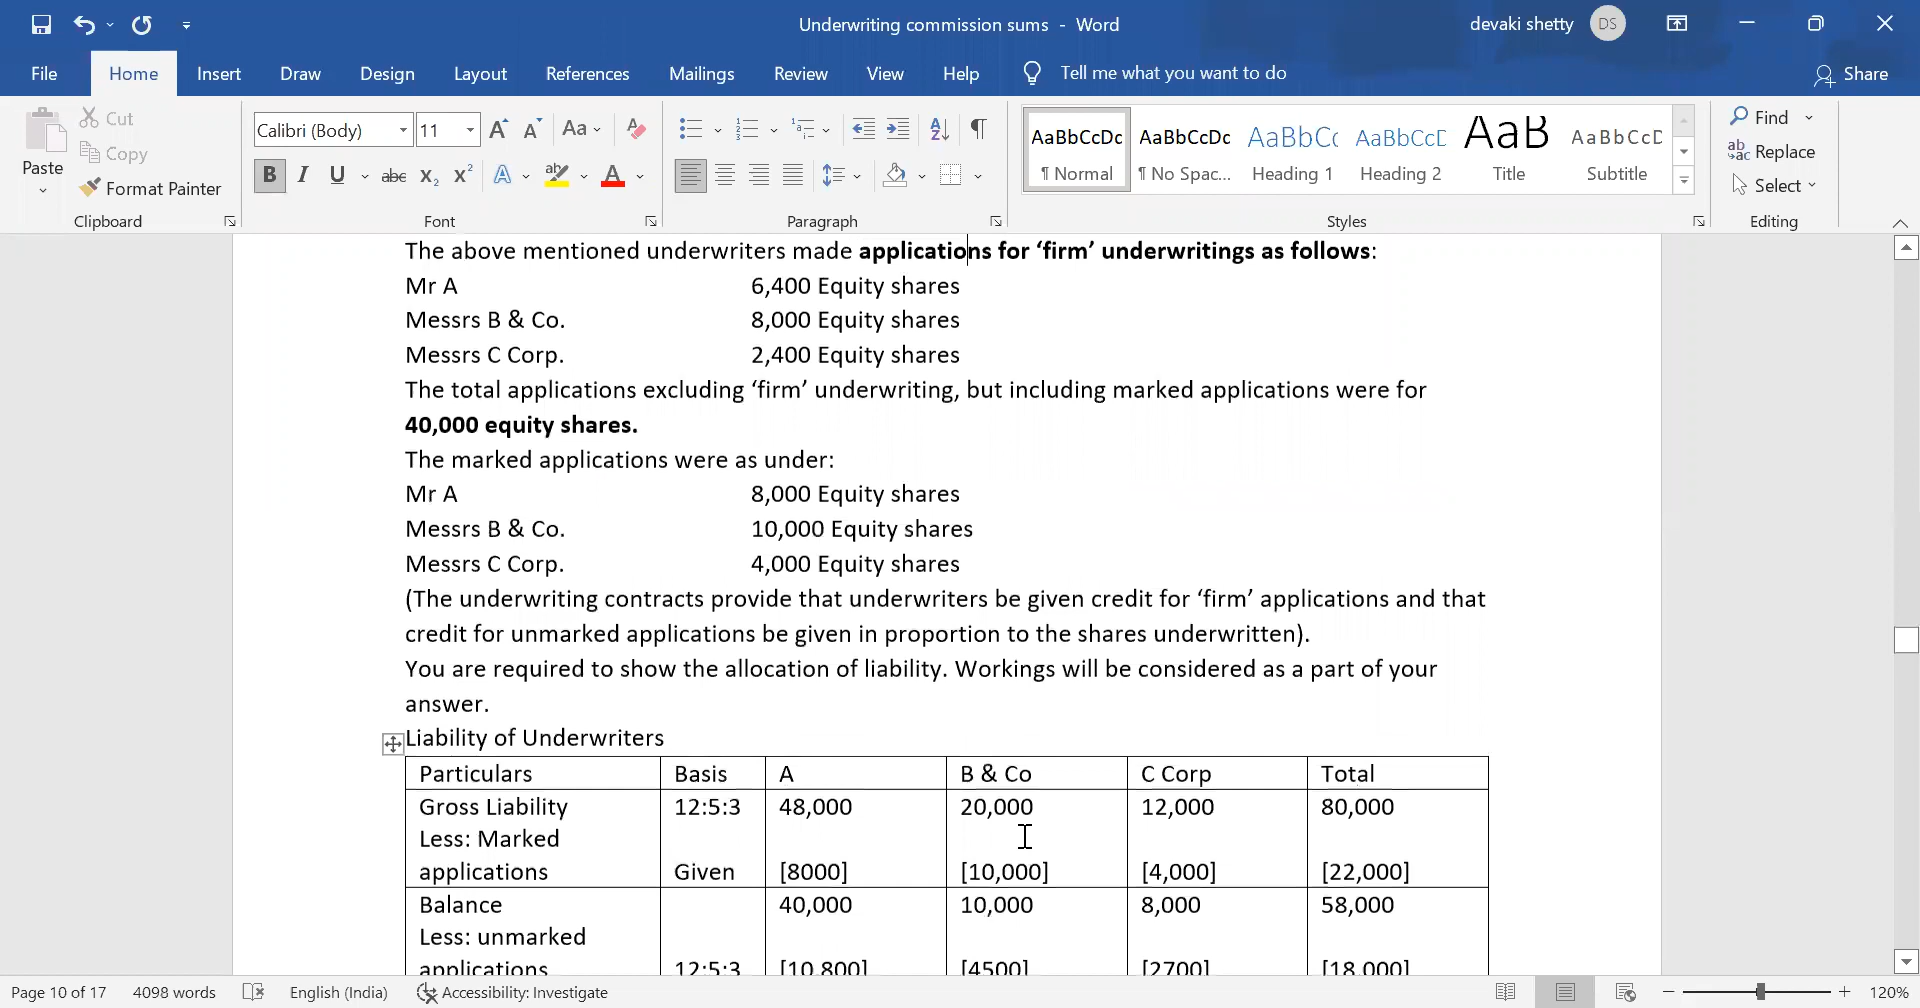 Underwriting commission sums - Word
devaki shetty DS
File Home Insert Draw Design Layout References Mailings Review View Help Tell me what you want to do Share
Paste Cut
Copy
Format Painter
Clipboard
Calibri (Body) 11 A A Aa A
B I U abc X₂ X² A ab A
Font
Paragraph
AaBbCcDc AaBbCcDc AaBbCc AaBbCcD AaB AaBbCcD
¶ Normal ¶ No Spac... Heading 1 Heading 2 Title Subtitle
Styles
Find
Replace
Select
Editing
The above mentioned underwriters made applications for ‘firm’ underwritings as follows:
Mr A 6,400 Equity shares
Messrs B & Co. 8,000 Equity shares
Messrs C Corp. 2,400 Equity shares
The total applications excluding ‘firm’ underwriting, but including marked applications were for
40,000 equity shares.
The marked applications were as under:
Mr A 8,000 Equity shares
Messrs B & Co. 10,000 Equity shares
Messrs C Corp. 4,000 Equity shares
(The underwriting contracts provide that underwriters be given credit for ‘firm’ applications and that
credit for unmarked applications be given in proportion to the shares underwritten).
You are required to show the allocation of liability. Workings will be considered as a part of your
answer.
Liability of Underwriters
Particulars Basis A B & Co C Corp Total
Gross Liability 12:5:3 48,000 20,000 12,000 80,000
Less: Marked
applications Given [8000] [10,000] [4,000] [22,000]
Balance 40,000 10,000 8,000 58,000
Less: unmarked
applications 12:5:3 [10,800] [4500] [2700] [18,000]
Page 10 of 17 4098 words English (India) Accessibility: Investigate 120%